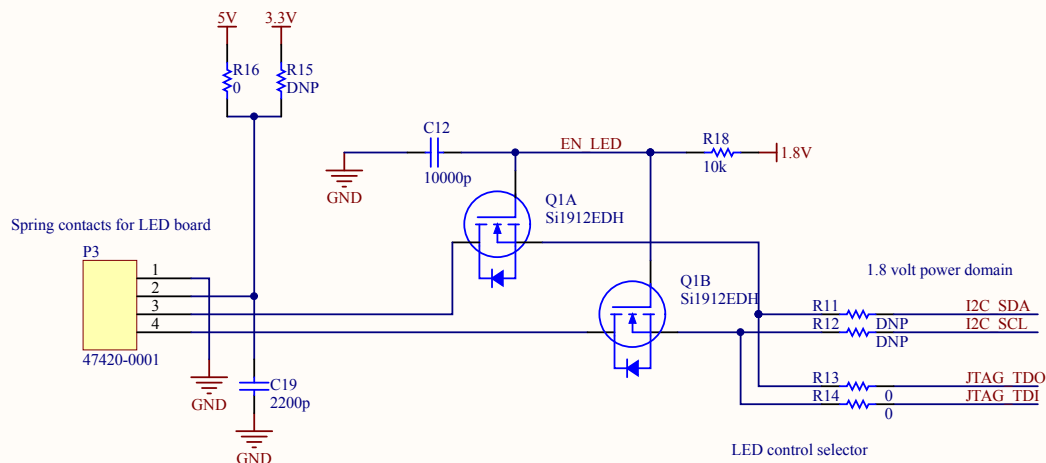 5V
3.3V
R16
0
R15
DNP
C12
10000p
GND
EN_LED
R18
10k
1.8V
Q1A
Si1912EDH
Spring contacts for LED board
P3
1
2
3
4
47420-0001
Q1B
Si1912EDH
1.8 volt power domain
R11
DNP
I2C_SDA
R12
DNP
I2C_SCL
R13
0
JTAG_TDO
R14
0
JTAG_TDI
GND
C19
2200p
GND
LED control selector